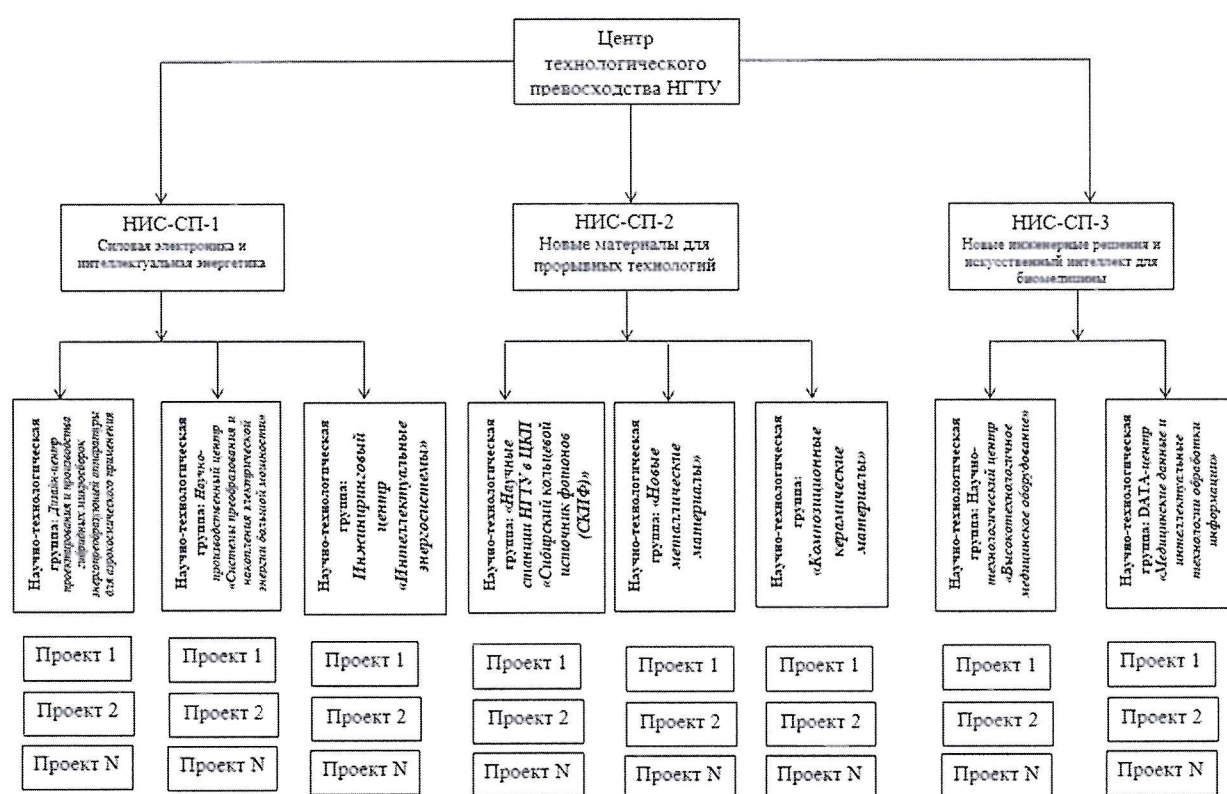 Центр
технологического
превосходства НГТУ
НИС-СП-1
Силовая электроника и
интеллектуальная энергетика
НИС-СП-2
Новые материалы для
прорывных технологий
НИС-СП-3
Новые инженерные решения и
искусственный интеллект для
биомедицины
Научно-технологическая
группа: Дизайн-центр
проектирования и производства
гибридных микросборок
энергопреобразующей аппаратуры
для аэрокосмического применения
Научно-технологическая
группа: Научно-
производственный центр
«Системы преобразования и
накопления электрической
энергии большой мощности»
Научно-технологическая
группа:
Инжиниринговый
центр
«Интеллектуальные
энергосистемы»
Научно-технологическая
группа: «Научные
станции НГТУ в ЦКП
«Сибирский кольцевой
источник фотонов
(СКИФ)»
Научно-технологическая
группа: «Новые
металлические
материалы»
Научно-технологическая
группа:
«Композиционные
керамические
материалы»
Научно-технологическая
группа: Научно-
технологический центр
«Высокотехнологичное
медицинское оборудование»
Научно-технологическая
группа: DATA-центр
«Медицинские данные и
интеллектуальные
технологии обработки
информации»
Проект 1
Проект 1
Проект 1
Проект 1
Проект 1
Проект 1
Проект 1
Проект 1
Проект 2
Проект 2
Проект 2
Проект 2
Проект 2
Проект 2
Проект 2
Проект 2
Проект N
Проект N
Проект N
Проект N
Проект N
Проект N
Проект N
Проект N